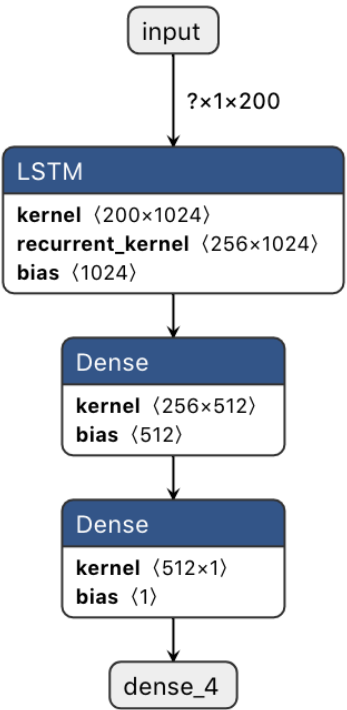 input
?×1×200
LSTM
kernel ⟨200×1024⟩
recurrent_kernel ⟨256×1024⟩
bias ⟨1024⟩
Dense
kernel ⟨256×512⟩
bias ⟨512⟩
Dense
kernel ⟨512×1⟩
bias ⟨1⟩
dense_4